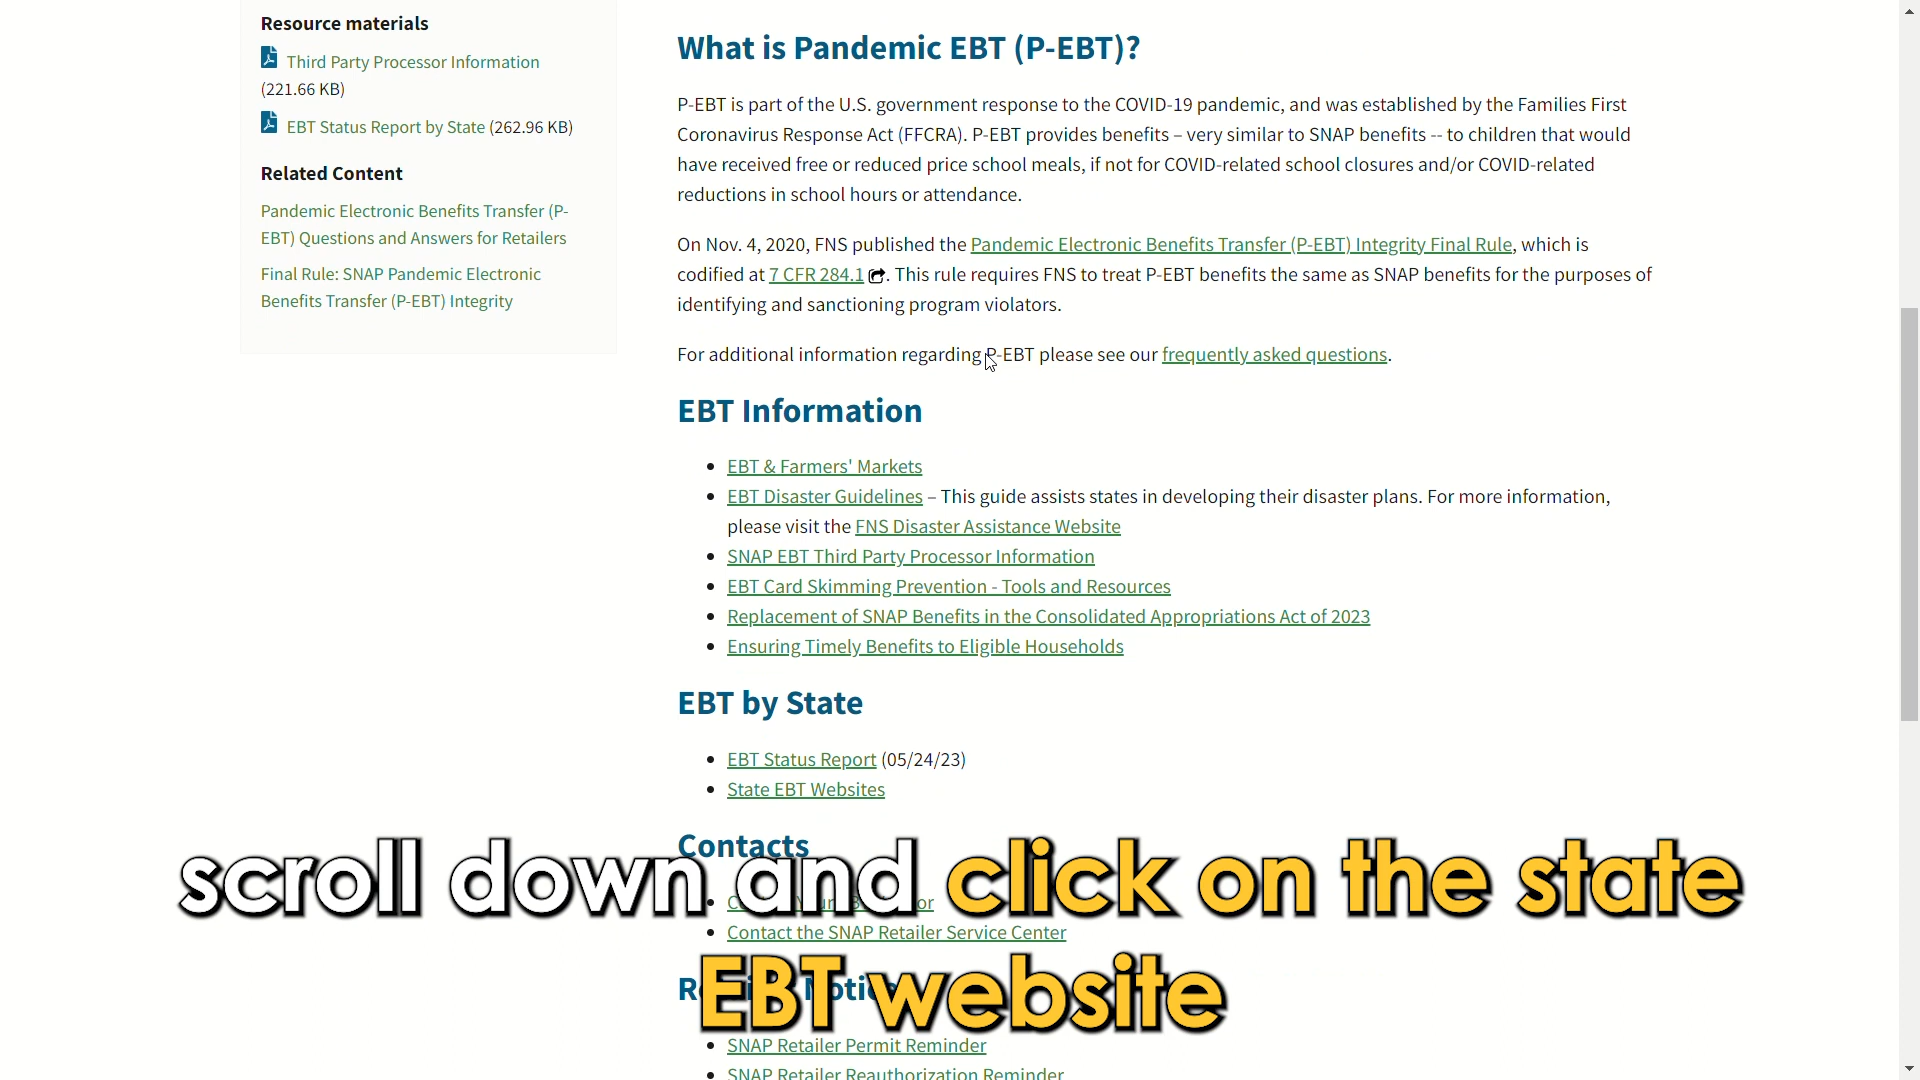 Resource materials
Third Party Processor Information
(221.66 KB)
EBT Status Report by State (262.96 KB)
Related Content
Pandemic Electronic Benefits Transfer (P-
EBT) Questions and Answers for Retailers
Final Rule: SNAP Pandemic Electronic
Benefits Transfer (P-EBT) Integrity
What is Pandemic EBT (P-EBT)?
P-EBT is part of the U.S. government response to the COVID-19 pandemic, and was established by the Families First
Coronavirus Response Act (FFCRA). P-EBT provides benefits – very similar to SNAP benefits -- to children that would
have received free or reduced price school meals, if not for COVID-related school closures and/or COVID-related
reductions in school hours or attendance.
On Nov. 4, 2020, FNS published the Pandemic Electronic Benefits Transfer (P-EBT) Integrity Final Rule, which is
codified at 7 CFR 284.1. This rule requires FNS to treat P-EBT benefits the same as SNAP benefits for the purposes of
identifying and sanctioning program violators.
For additional information regarding P-EBT please see our frequently asked questions.
EBT Information
EBT & Farmers' Markets
EBT Disaster Guidelines – This guide assists states in developing their disaster plans. For more information,
please visit the FNS Disaster Assistance Website
SNAP EBT Third Party Processor Information
EBT Card Skimming Prevention - Tools and Resources
Replacement of SNAP Benefits in the Consolidated Appropriations Act of 2023
Ensuring Timely Benefits to Eligible Households
EBT by State
EBT Status Report (05/24/23)
State EBT Websites
Contacts
scroll down and click on the state
Contact the SNAP Retailer Service Center
EBT website
SNAP Retailer Permit Reminder
SNAP Retailer Reauthorization Reminder